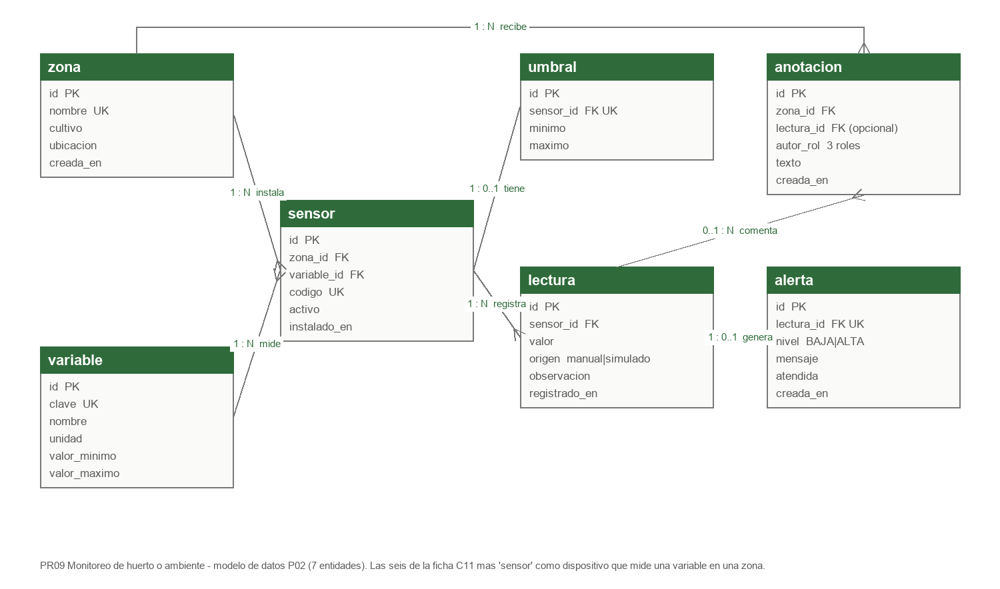 1 : N  recibe
zona
id  PK
nombre  UK
cultivo
ubicacion
creada_en
umbral
id  PK
sensor_id  FK UK
minimo
maximo
anotacion
id  PK
zona_id  FK
lectura_id  FK (opcional)
autor_rol  3 roles
texto
creada_en
1 : N  instala
1 : 0..1  tiene
sensor
id  PK
zona_id  FK
variable_id  FK
codigo  UK
activo
instalado_en
0..1 : N  comenta
1 : N  registra
lectura
id  PK
sensor_id  FK
valor
origen  manual|simulado
observacion
registrado_en
1 : 0..1  genera
alerta
id  PK
lectura_id  FK UK
nivel  BAJA|ALTA
mensaje
atendida
creada_en
1 : N  mide
variable
id  PK
clave  UK
nombre
unidad
valor_minimo
valor_maximo
PR09 Monitoreo de huerto o ambiente - modelo de datos P02 (7 entidades). Las seis de la ficha C11 mas 'sensor' como dispositivo que mide una variable en una zona.